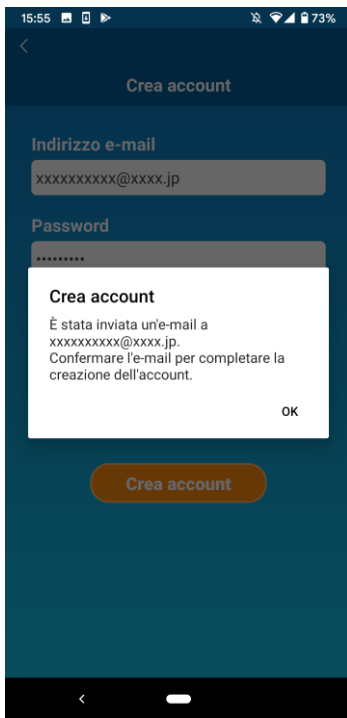 15:55 73%
Crea account
Indirizzo e-mail
xxxxxxxxxx@xxxx.jp
Password
•••••••••
Crea account
È stata inviata un'e-mail a
xxxxxxxxxx@xxxx.jp.
Confermare l'e-mail per completare la
creazione dell'account.
OK
Crea account